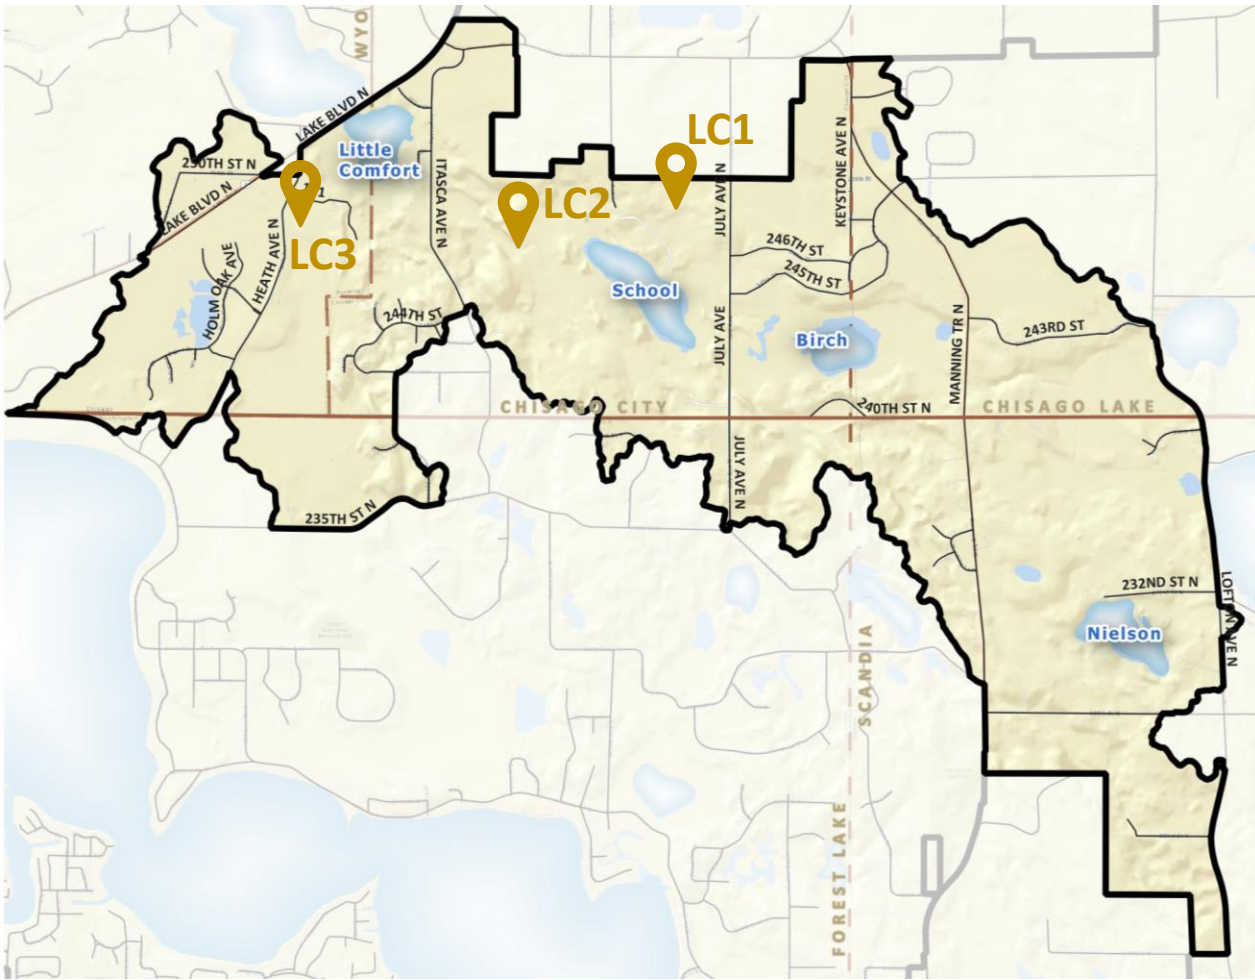 WYO
LAKE BLVD N
LC1
Little
Comfort
230TH ST N
KEYSTONE AVE N
ITASCA AVE N
JULY AVE N
LC2
LAKE BLVD N
LC3
HEATH AVE N
HOLM OAK AVE
246TH ST
245TH ST
School
244TH ST
JULY AVE
Birch
MANNING TR N
243RD ST
CHISAGO CITY
240TH ST N
CHISAGO LAKE
JULY AVE N
235TH ST N
232ND ST N
LOFTON AVE N
Nielson
SCANDIA
FOREST LAKE